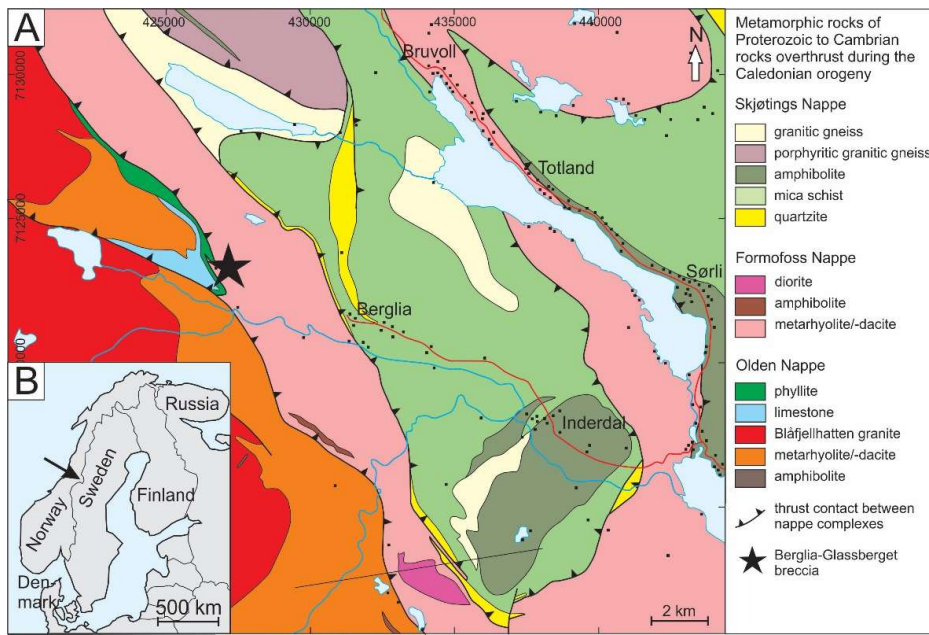 A
425000
430000
435000
440000
7130000
7125000
N
Bruvoll
Totland
Sørli
Berglia
Inderdal
2 km
B
Russia
Sweden
Finland
Norway
Den-
mark
500 km
Metamorphic rocks of
Proterozoic to Cambrian
rocks overthrust during the
Caledonian orogeny
Skjøtings Nappe
granitic gneiss
porphyritic granitic gneiss
amphibolite
mica schist
quartzite
Formofoss Nappe
diorite
amphibolite
metarhyolite/-dacite
Olden Nappe
phyllite
limestone
Blåfjellhatten granite
metarhyolite/-dacite
amphibolite
thrust contact between
nappe complexes
Berglia-Glassberget
breccia